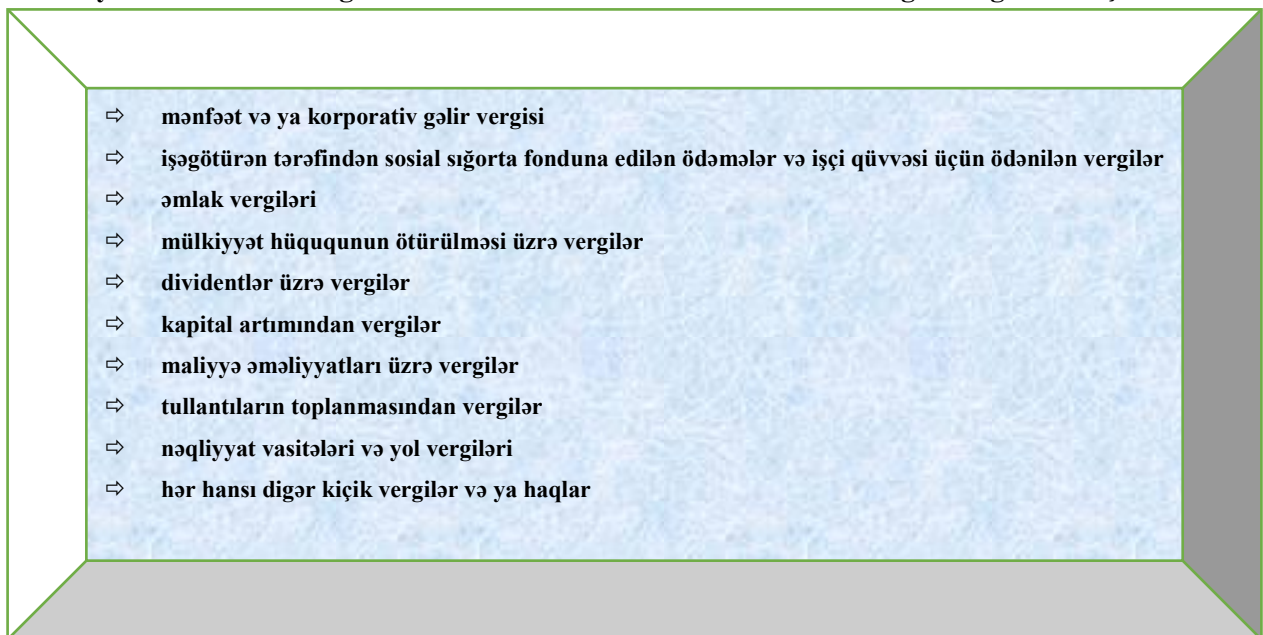 ⇨ mənfəət və ya korporativ gəlir vergisi
⇨ işəgötürən tərəfindən sosial sığorta fonduna edilən ödəmələr və işçi qüvvəsi üçün ödənilən vergilər
⇨ əmlak vergiləri
⇨ mülkiyyət hüququnun ötürülməsi üzrə vergilər
⇨ dividentlər üzrə vergilər
⇨ kapital artımından vergilər
⇨ maliyyə əməliyyatları üzrə vergilər
⇨ tullantıların toplanmasından vergilər
⇨ nəqliyyat vasitələri və yol vergiləri
⇨ hər hansı digər kiçik vergilər və ya haqlar